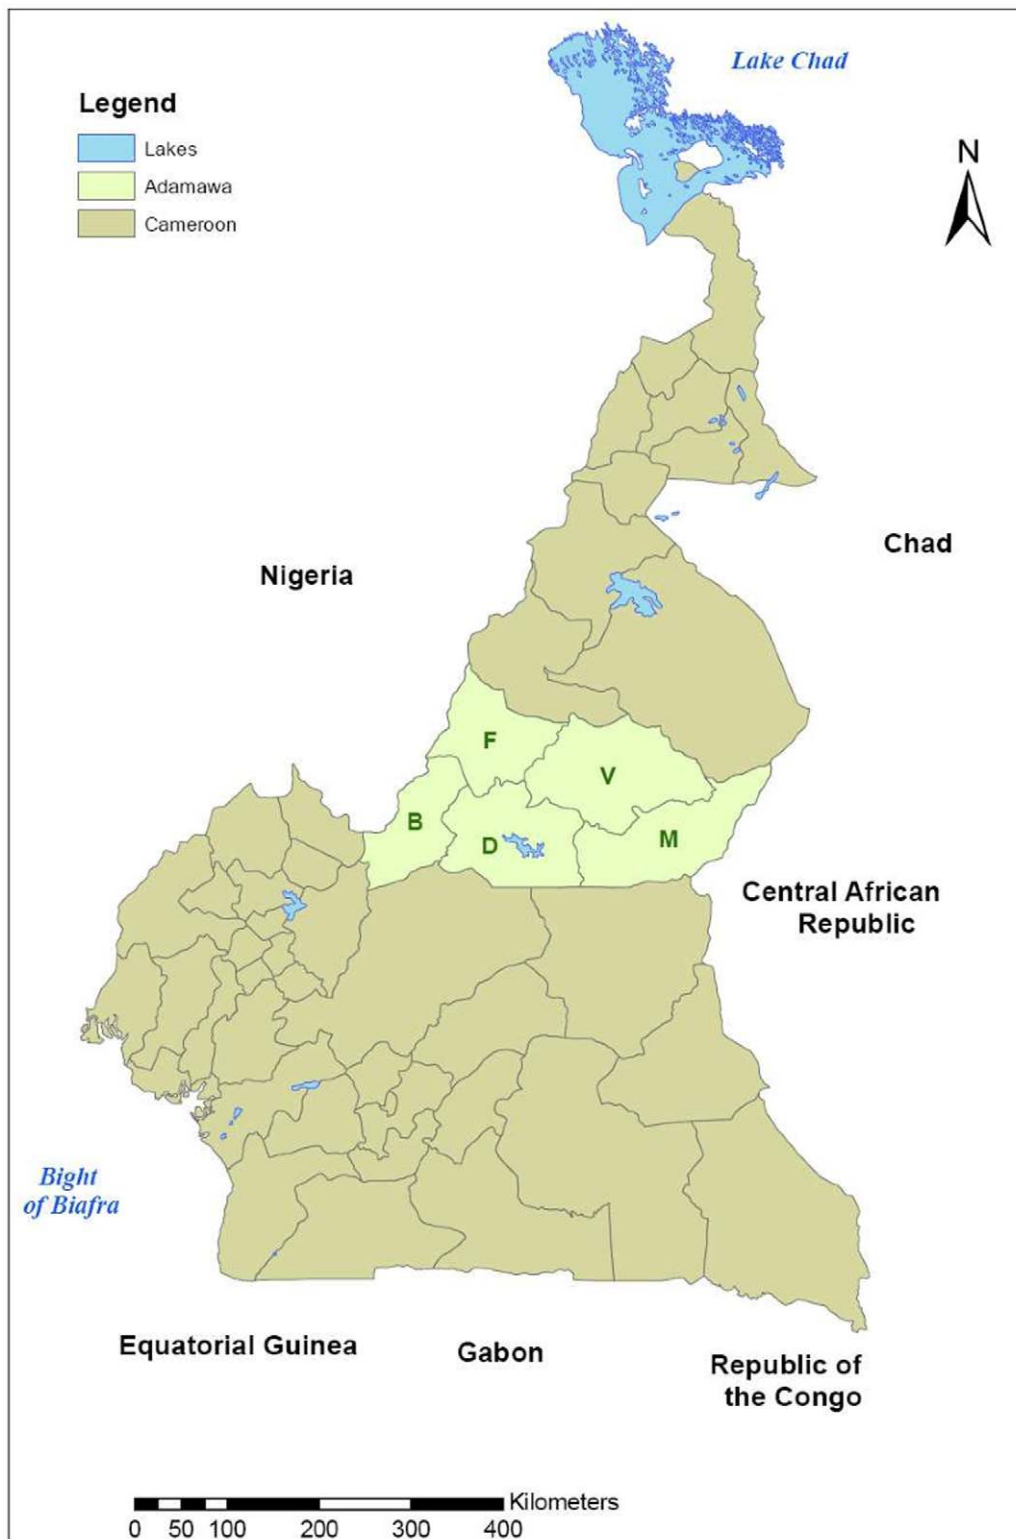 Lake Chad
Legend
Lakes
Adamawa
Cameroon
N
Chad
Nigeria
F
V
B
D
M
Central African
Republic
Bight
of Biafra
Equatorial Guinea
Gabon
Republic of
the Congo
Kilometers
0 50 100 200 300 400